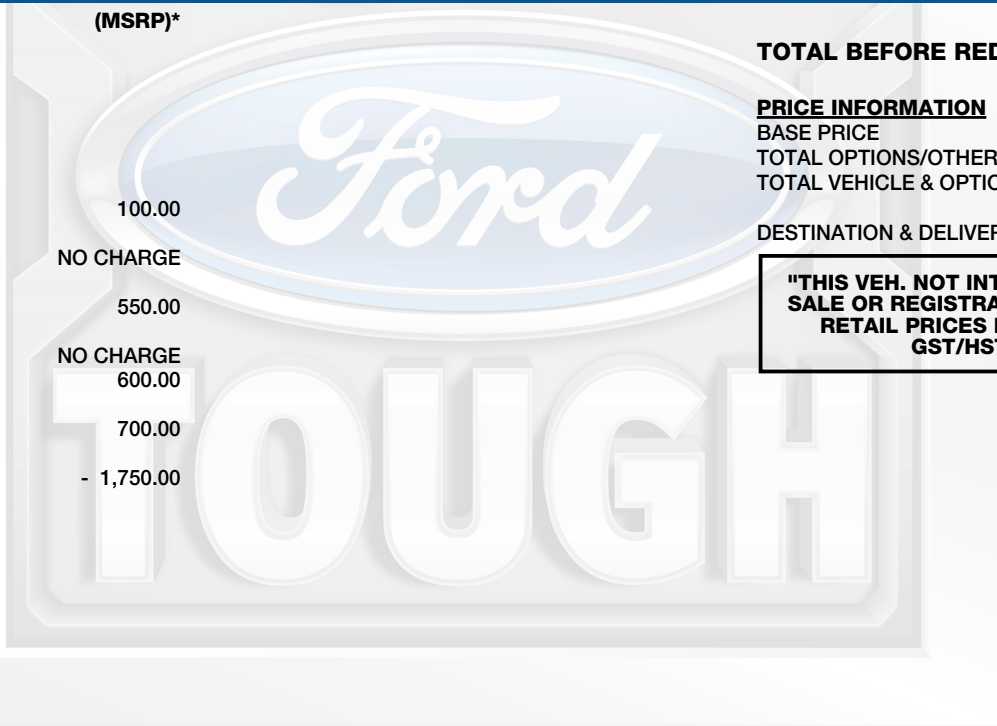 (MSRP)*
100.00
NO CHARGE
550.00
NO CHARGE
600.00
700.00
- 1,750.00
Ford
TOUGH
TOTAL BEFORE RED
PRICE INFORMATION
BASE PRICE
TOTAL OPTIONS/OTHER
TOTAL VEHICLE & OPTIO
DESTINATION & DELIVER
"THIS VEH. NOT INT
SALE OR REGISTRA
RETAIL PRICES
GST/HST